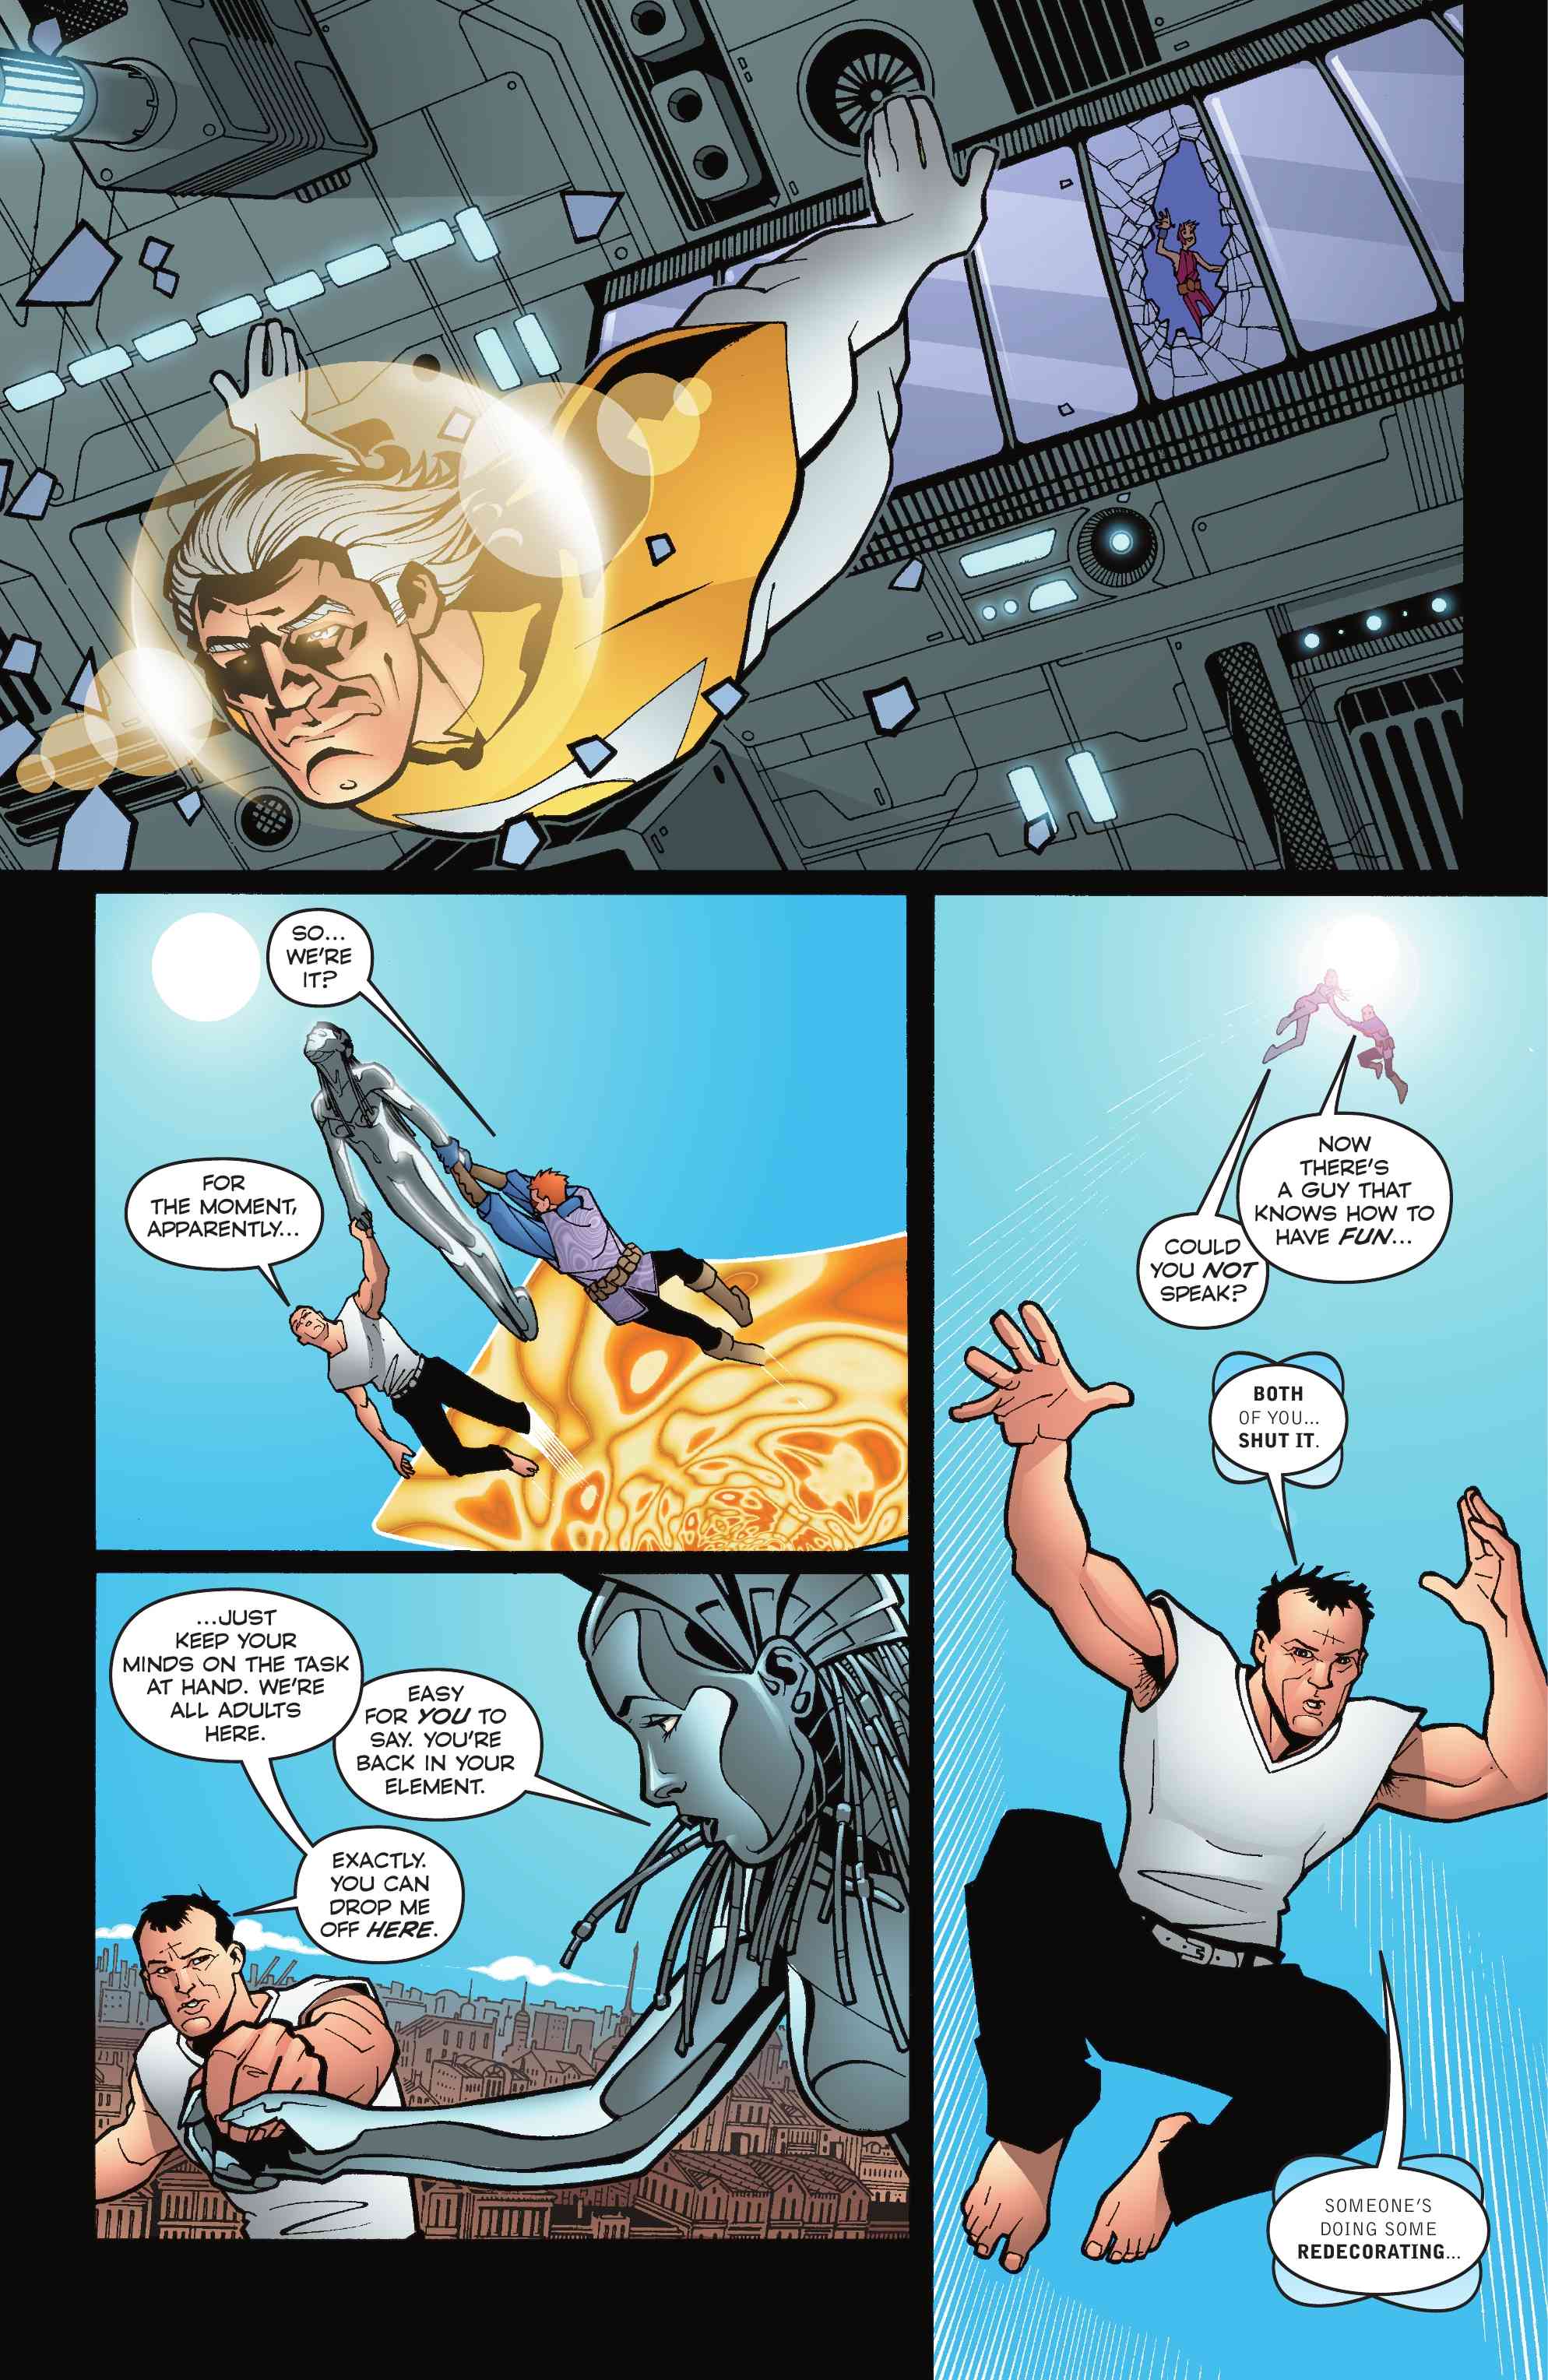 SO...
WE'RE
IT?
FOR
THE MOMENT,
APPARENTLY...
...JUST
KEEP YOUR
MINDS ON THE TASK
AT HAND. WE'RE
ALL ADULTS
HERE.
EASY
FOR YOU TO
SAY. YOU'RE
BACK IN YOUR
ELEMENT.
EXACTLY.
YOU CAN
DROP ME
OFF HERE.
NOW
THERE'S
A GUY THAT
KNOWS HOW TO
HAVE FUN...
COULD
YOU NOT
SPEAK?
BOTH
OF YOU...
SHUT IT.
SOMEONE'S
DOING SOME
REDECORATING...